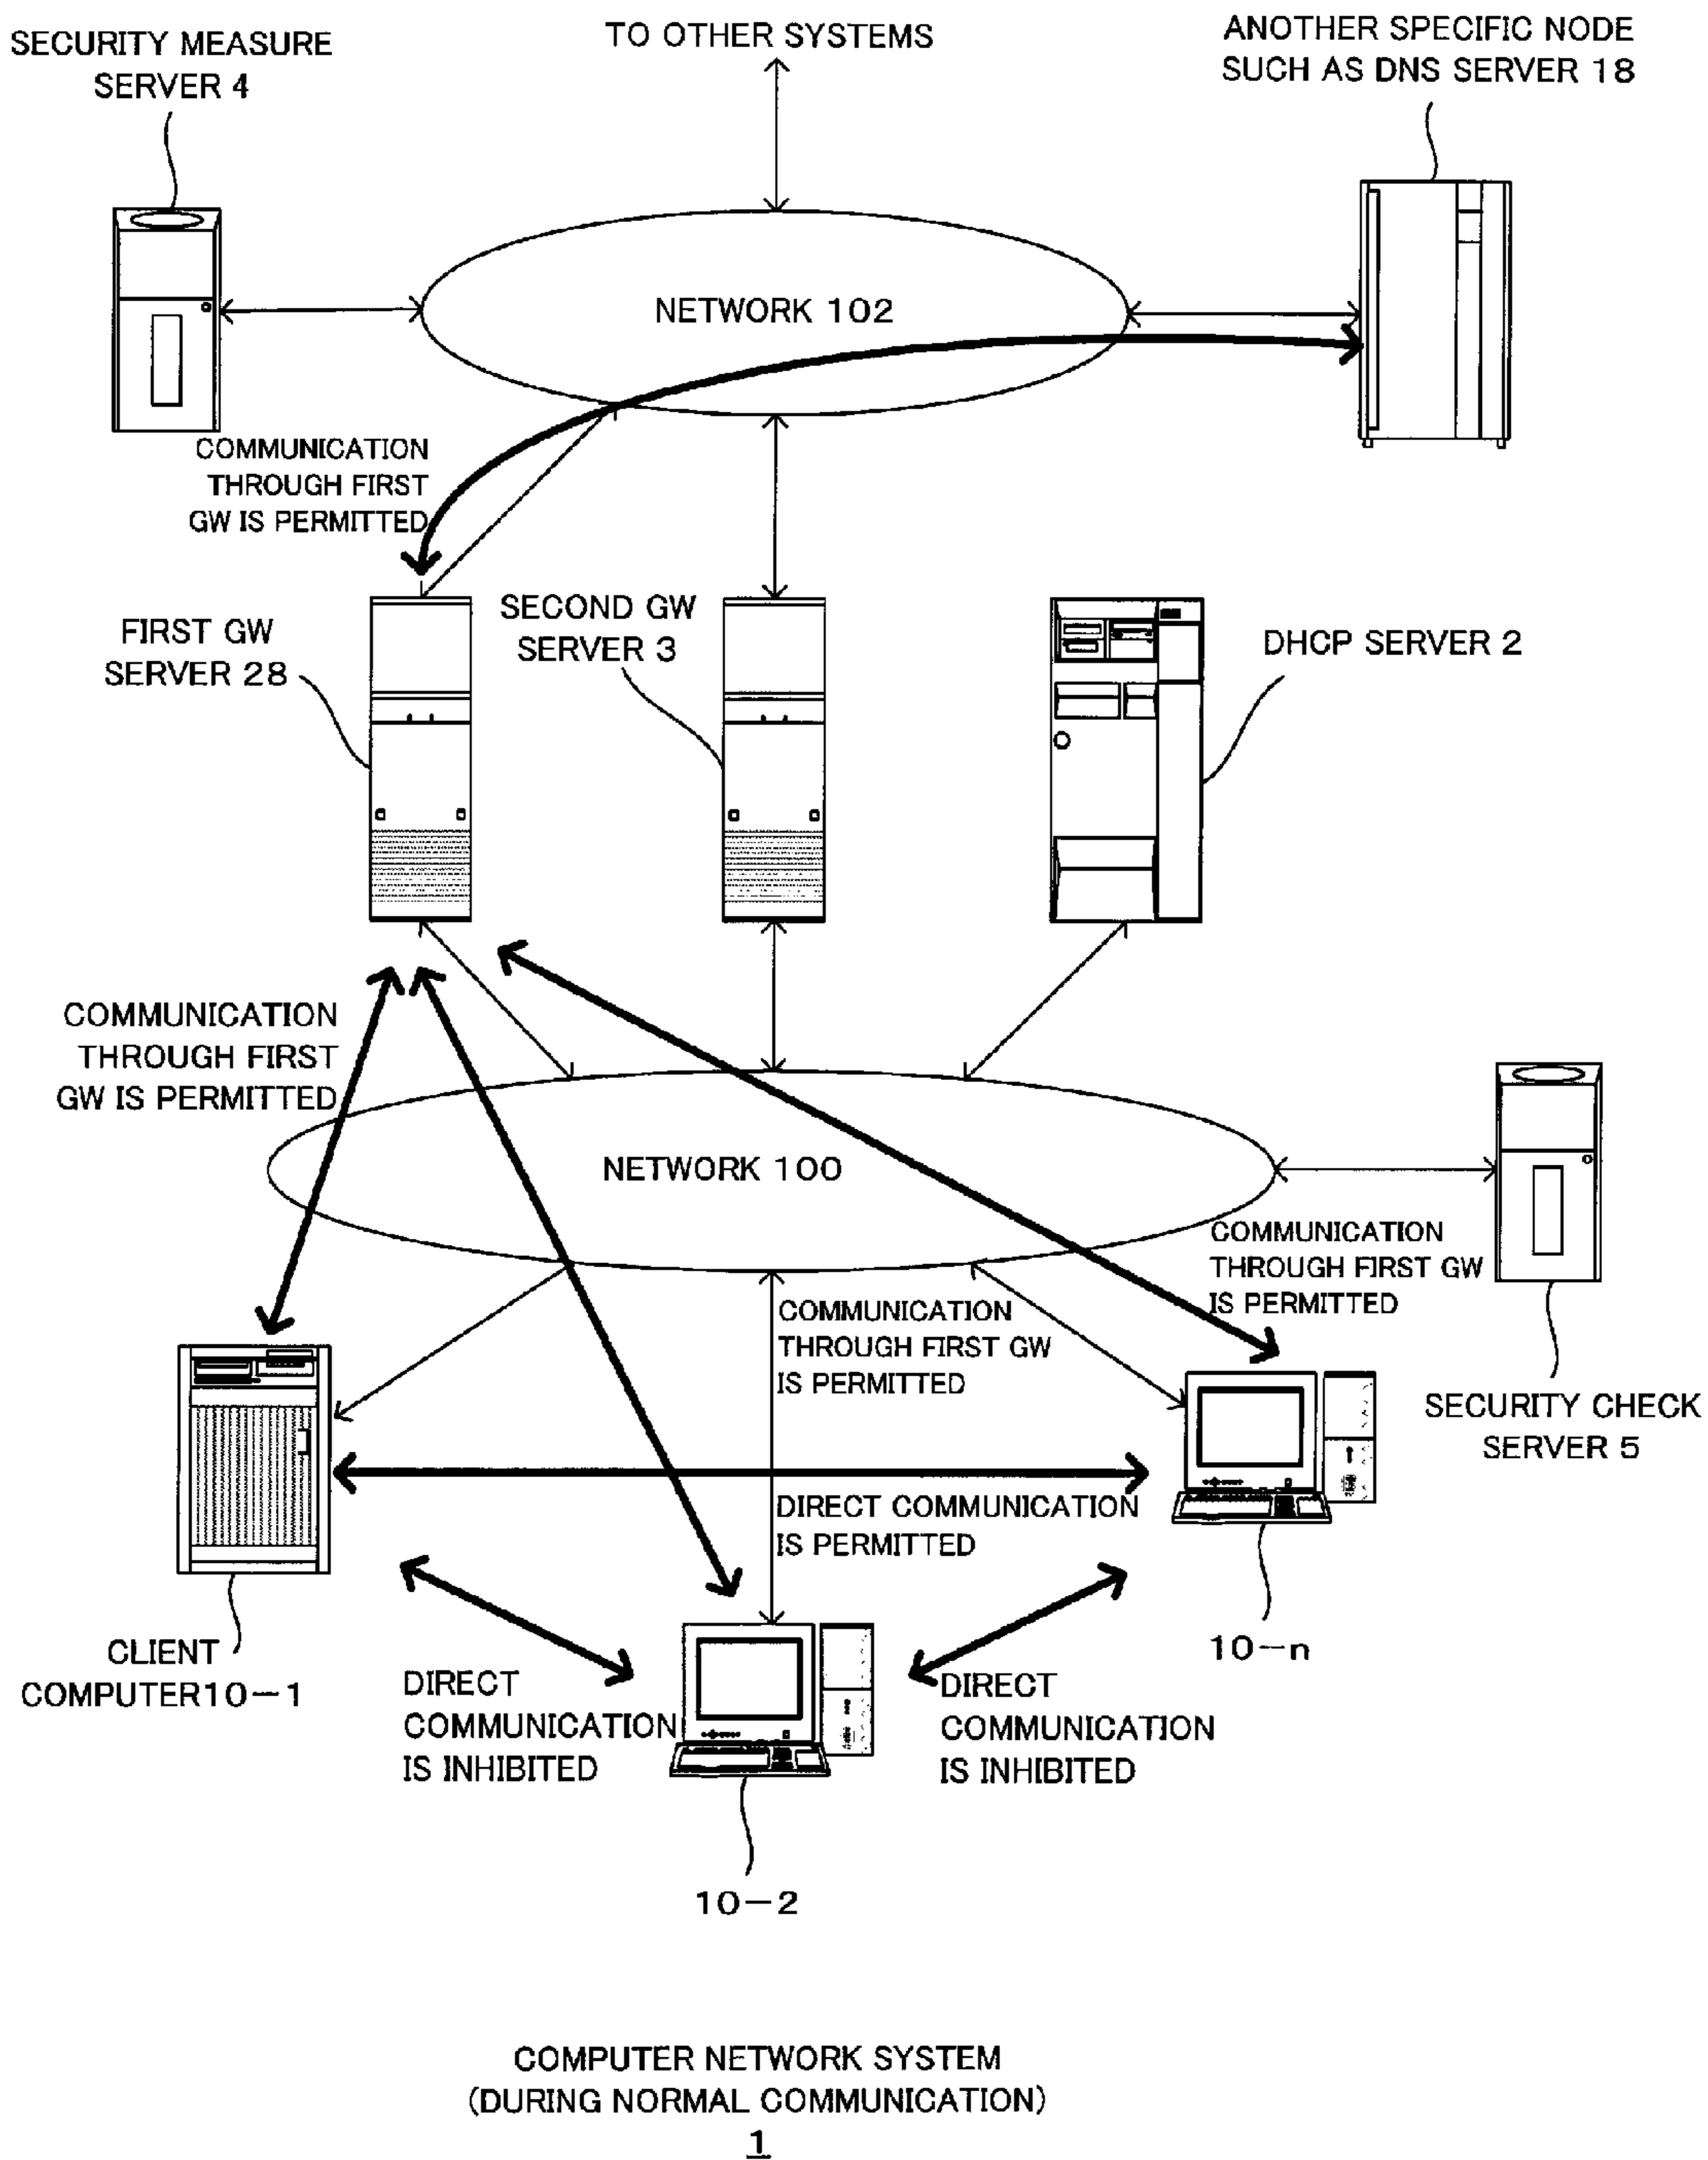 TO OTHER SYSTEMS
SECURITY MEASURE
SERVER 4
ANOTHER SPECIFIC NODE
SUCH AS DNS SERVER 18
NETWORK 102
COMMUNICATION
THROUGH FIRST
GW IS PERMITTED
FIRST GW
SERVER 28
SECOND GW
SERVER 3
DHCP SERVER 2
COMMUNICATION
THROUGH FIRST
GW IS PERMITTED
NETWORK 100
COMMUNICATION
THROUGH FIRST GW
IS PERMITTED
COMMUNICATION
THROUGH FIRST GW
IS PERMITTED
SECURITY CHECK
SERVER 5
DIRECT COMMUNICATION
IS PERMITTED
CLIENT
COMPUTER10-1
10-n
DIRECT
COMMUNICATION
IS INHIBITED
DIRECT
COMMUNICATION
IS INHIBITED
10-2
COMPUTER NETWORK SYSTEM
(DURING NORMAL COMMUNICATION)
1